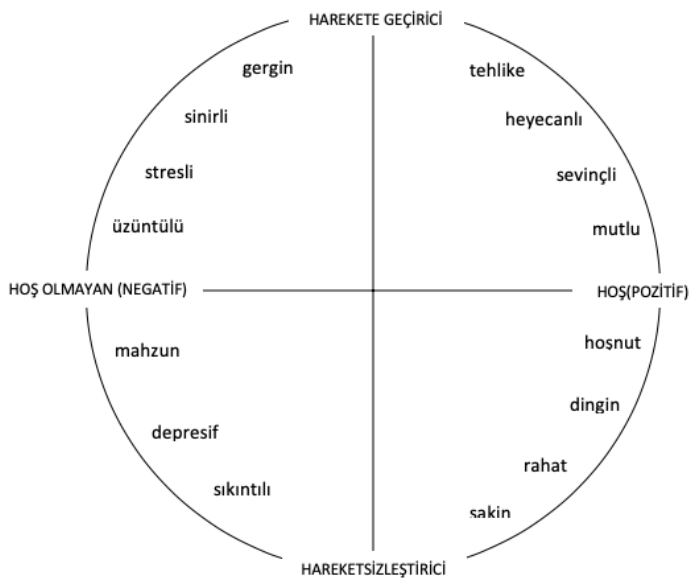 HAREKETE GEÇİRİCİ
gergin
tehlike
sinirli
heyecanlı
stresli
sevinçli
üzüntülü
mutlu
HOŞ OLMAYAN (NEGATİF)
HOŞ(POZİTİF)
mahzun
hoşnut
depresif
dingin
sıkıntılı
rahat
sakin
HAREKETSİZLEŞTİRİCİ